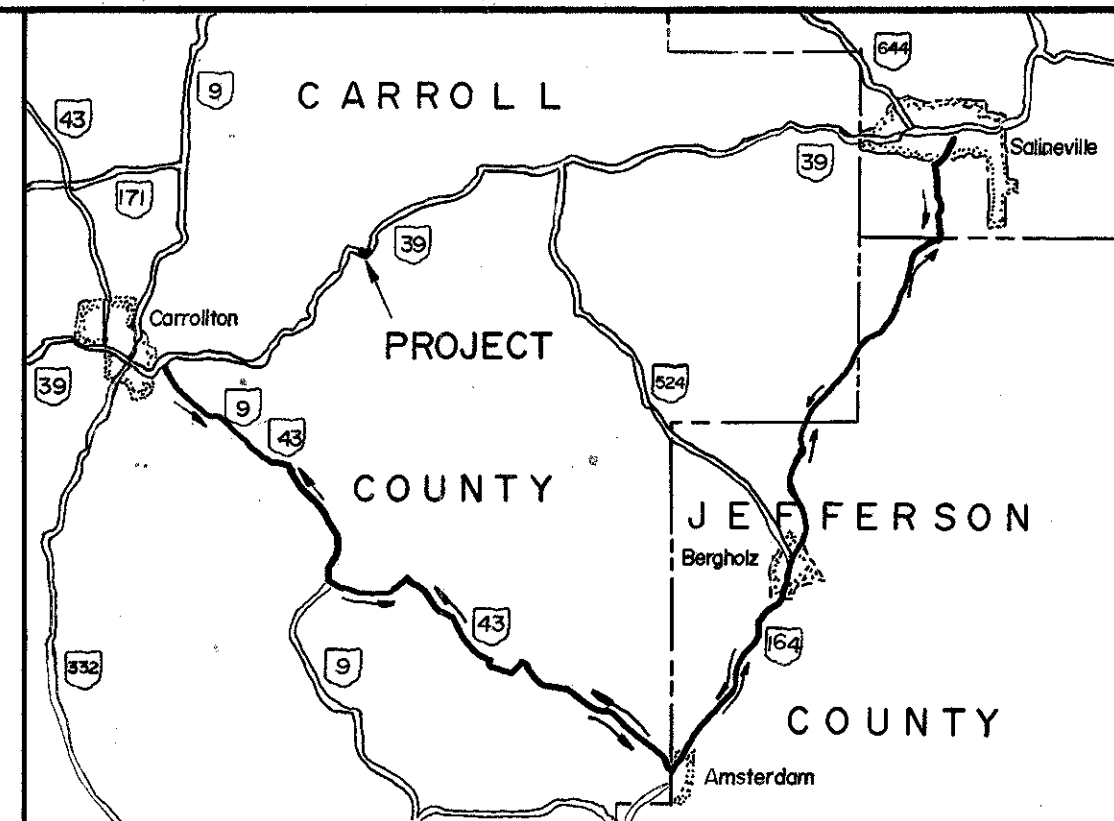 644
9
CARROLL
43
Salineville
39
171
39
Carrollton
PROJECT
39
524
9
43
COUNTY
JEFFERSON
Bergholz
43
164
332
9
COUNTY
Amsterdam